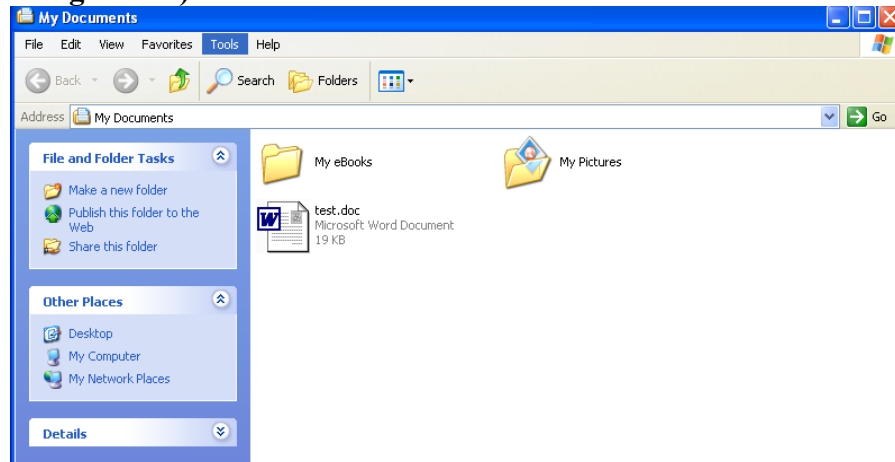 My Documents
File Edit View Favorites Tools Help
Back Search Folders
Address My Documents Go
File and Folder Tasks
Make a new folder
Publish this folder to the
Web
Share this folder
Other Places
Desktop
My Computer
My Network Places
Details
My eBooks
My Pictures
test.doc
Microsoft Word Document
19 KB